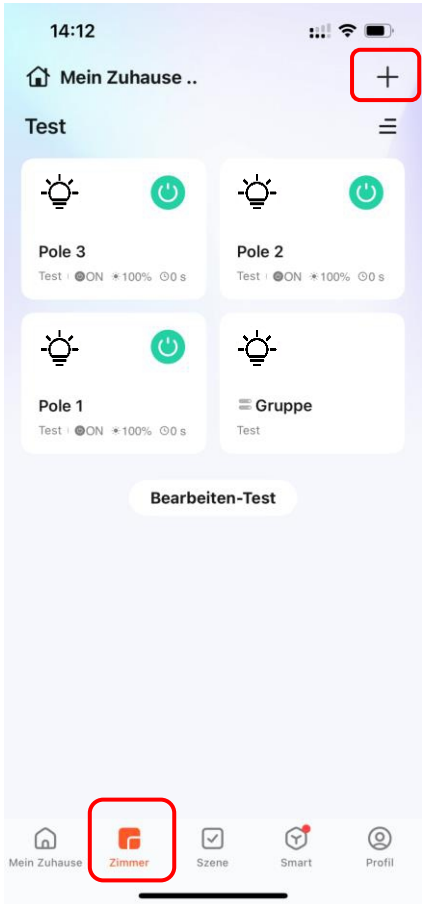 14:12
Mein Zuhause ..
Test
Pole 3
Test ON 100% 0 s
Pole 2
Test ON 100% 0 s
Pole 1
Test ON 100% 0 s
Gruppe
Test
Bearbeiten-Test
Mein Zuhause
Zimmer
Szene
Smart
Profil